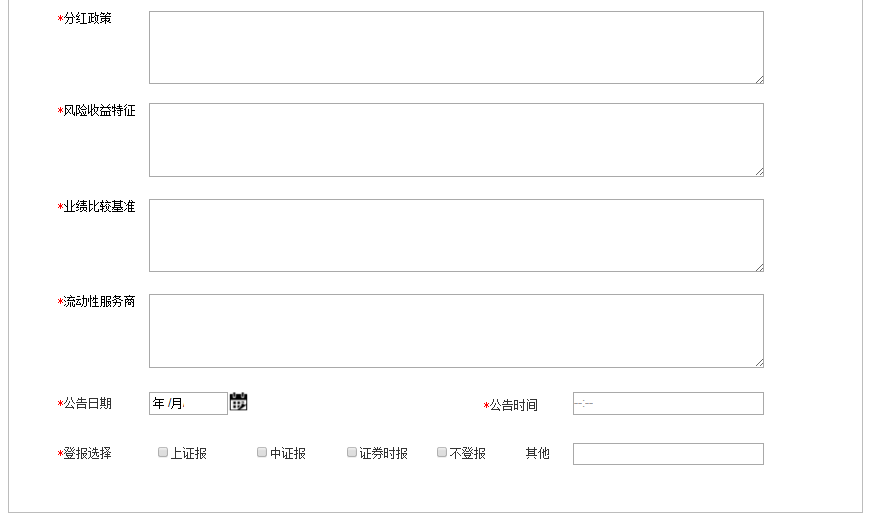 *分红政策
*风险收益特征
*业绩比较基准
*流动性服务商
*公告日期 年 /月 *公告时间 --:--
*登报选择 上证报 中证报 证券时报 不登报 其他